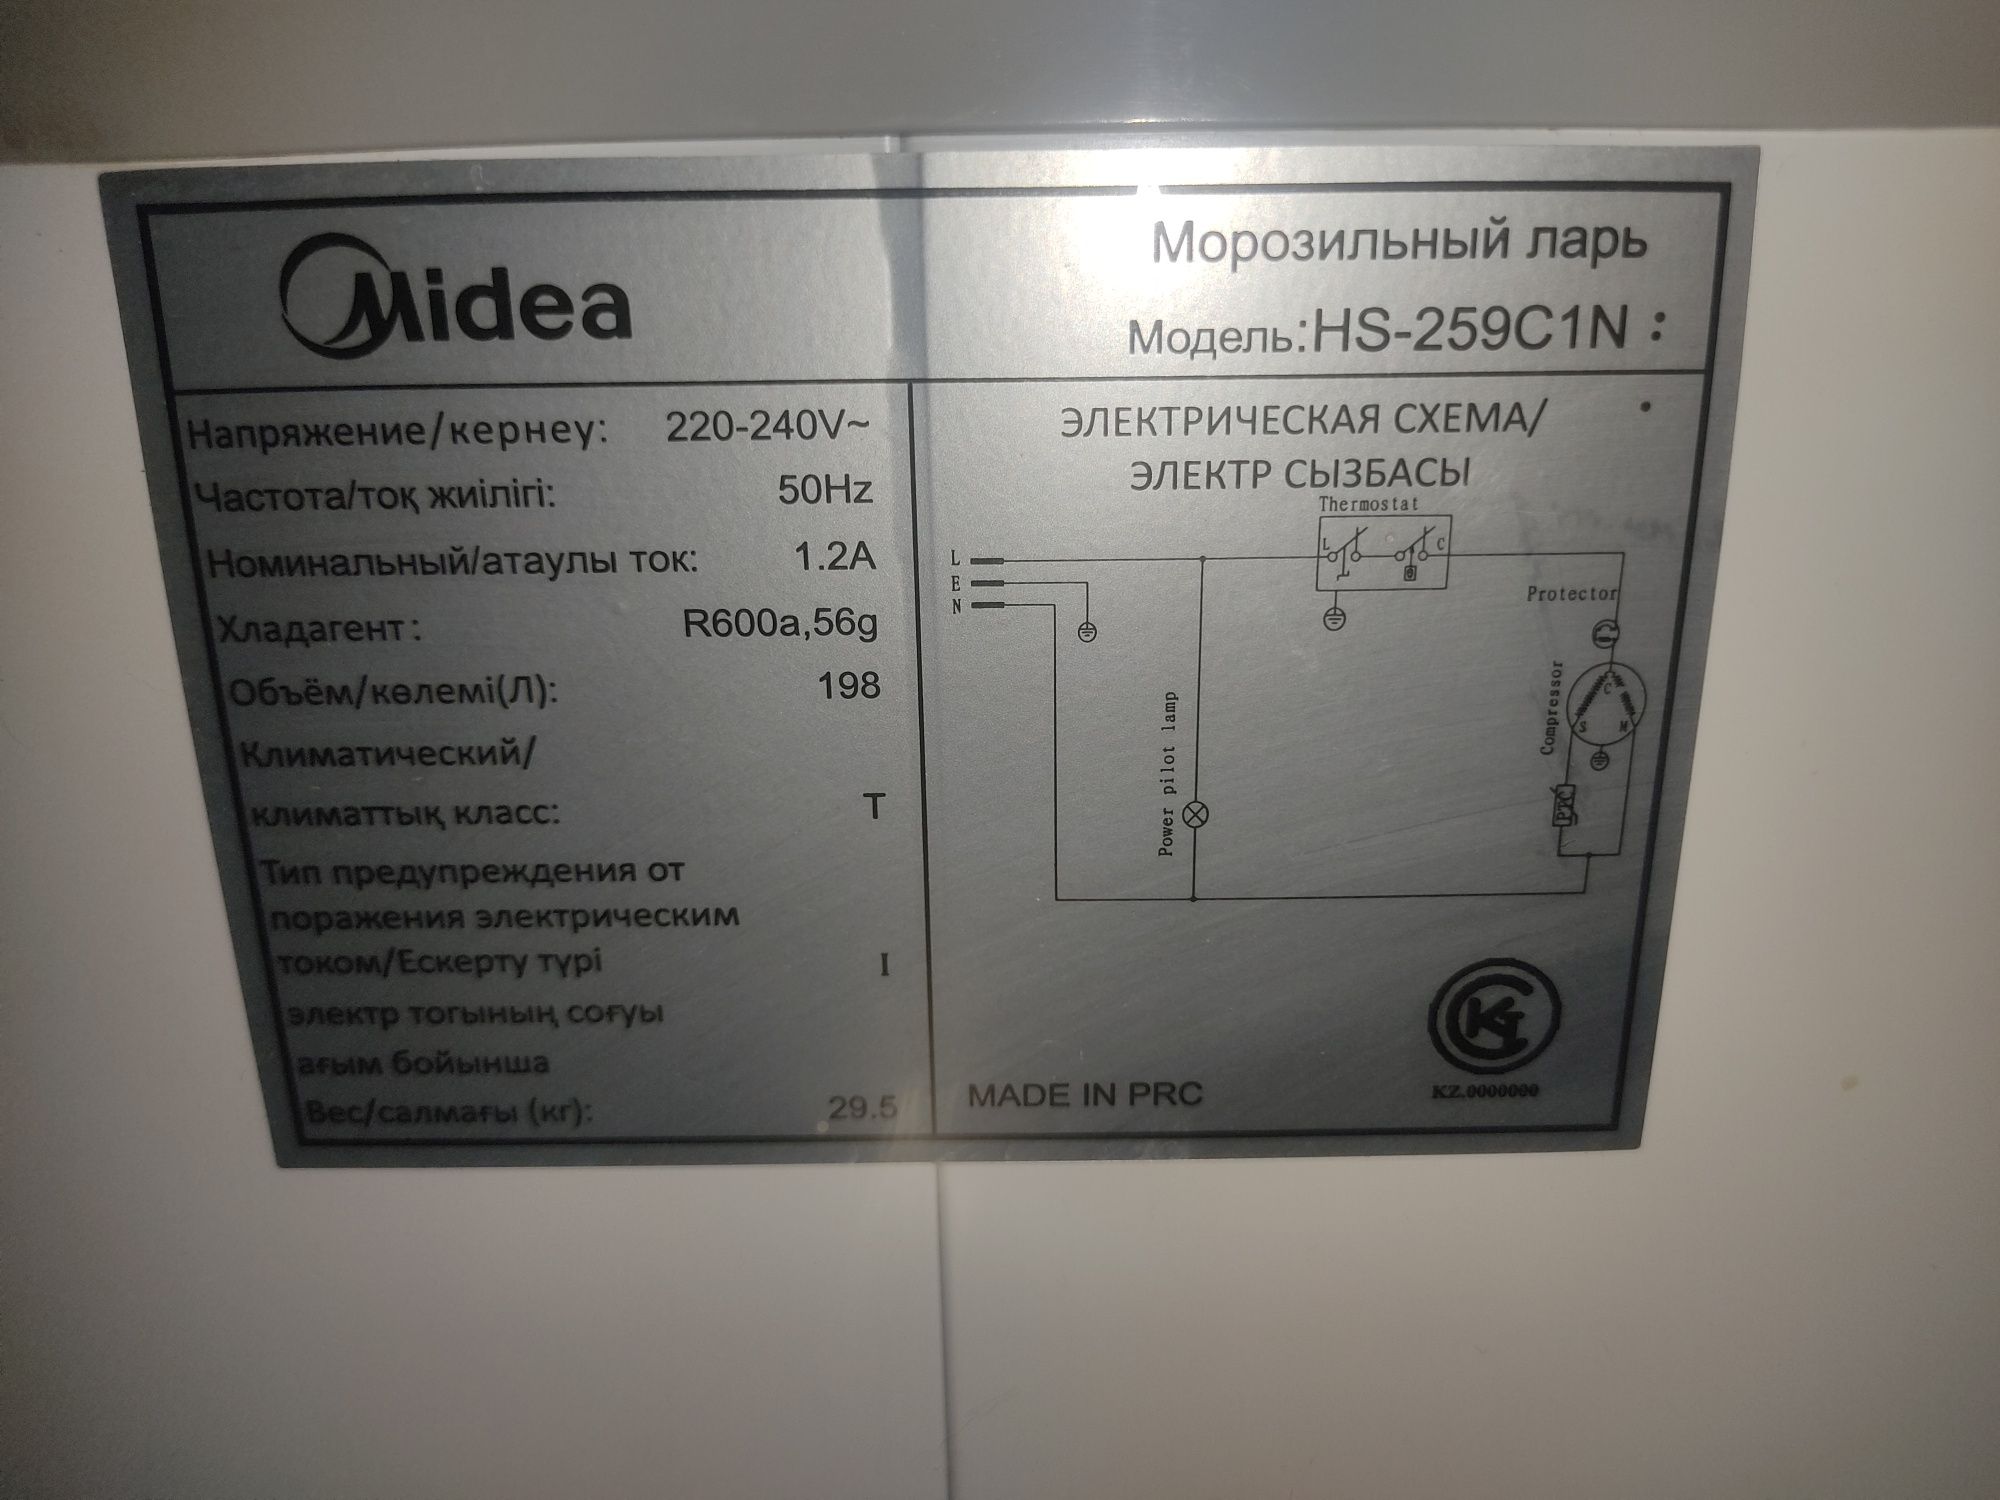 Midea
Морозильный ларь
Модель:HS-259C1N :
Напряжение/кернеу: 220-240V~
Частота/тоқ жиілігі: 50Hz
Номинальный/атаулы ток: 1.2A
Хладагент: R600a,56g
Объём/көлемі(Л): 198
Климатический/
климаттық класс: T
Тип предупреждения от
поражения электрическим
током/Ескерту түрі I
электр тогының соғуы
ағым бойынша
Вес/салмағы (кг): 29.5
ЭЛЕКТРИЧЕСКАЯ СХЕМА/
ЭЛЕКТР СЫЗБАСЫ
Thermostat
L C
L
E
N
Protector
Compressor
C
S M
PTC
Power pilot lamp
MADE IN PRC
KZ.0000000